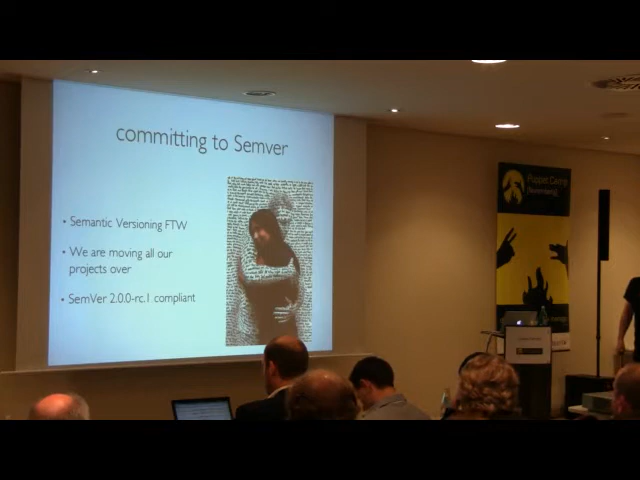 committing to Semver
• Semantic Versioning FTW
• We are moving all our
projects over
• SemVer 2.0.0-rc.1 compliant
Puppet Camp
[Nuremberg]